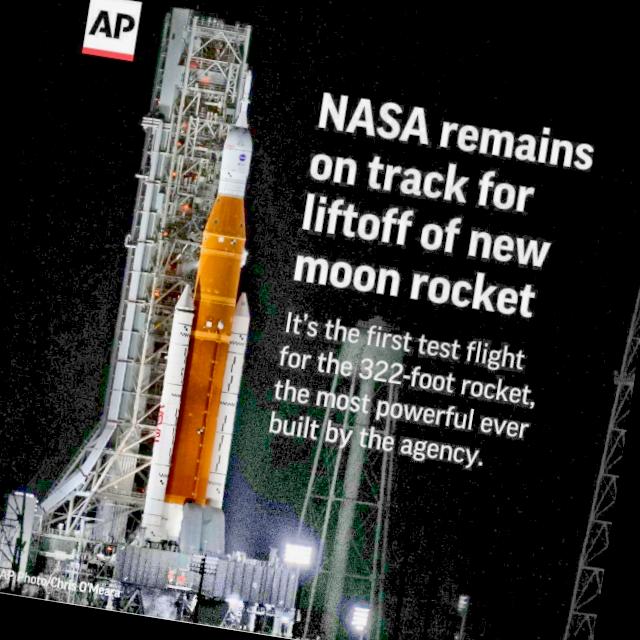 AP
NASA remains
on track for
liftoff of new
moon rocket
It's the first test flight
for the 322-foot rocket,
the most powerful ever
built by the agency.
AP Photo/Chris O'Meara